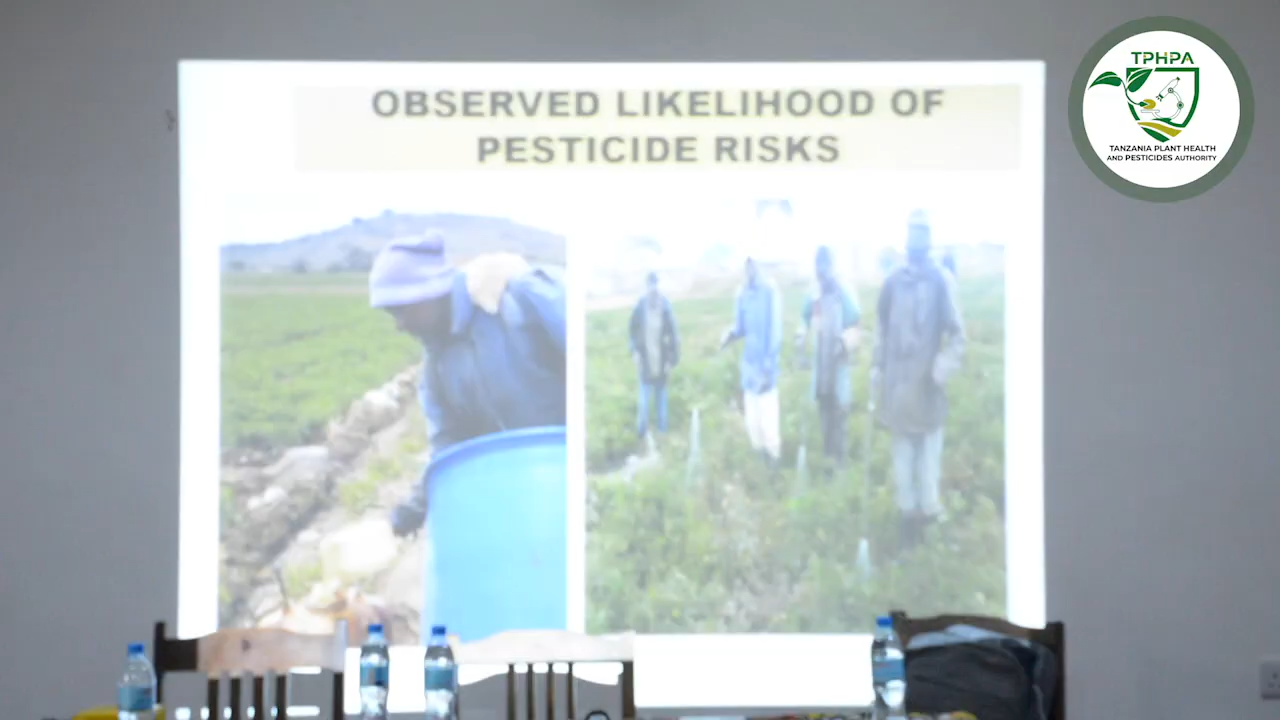 OBSERVED LIKELIHOOD OF
PESTICIDE RISKS
TPHPA
TANZANIA PLANT HEALTH
AND PESTICIDES AUTHORITY